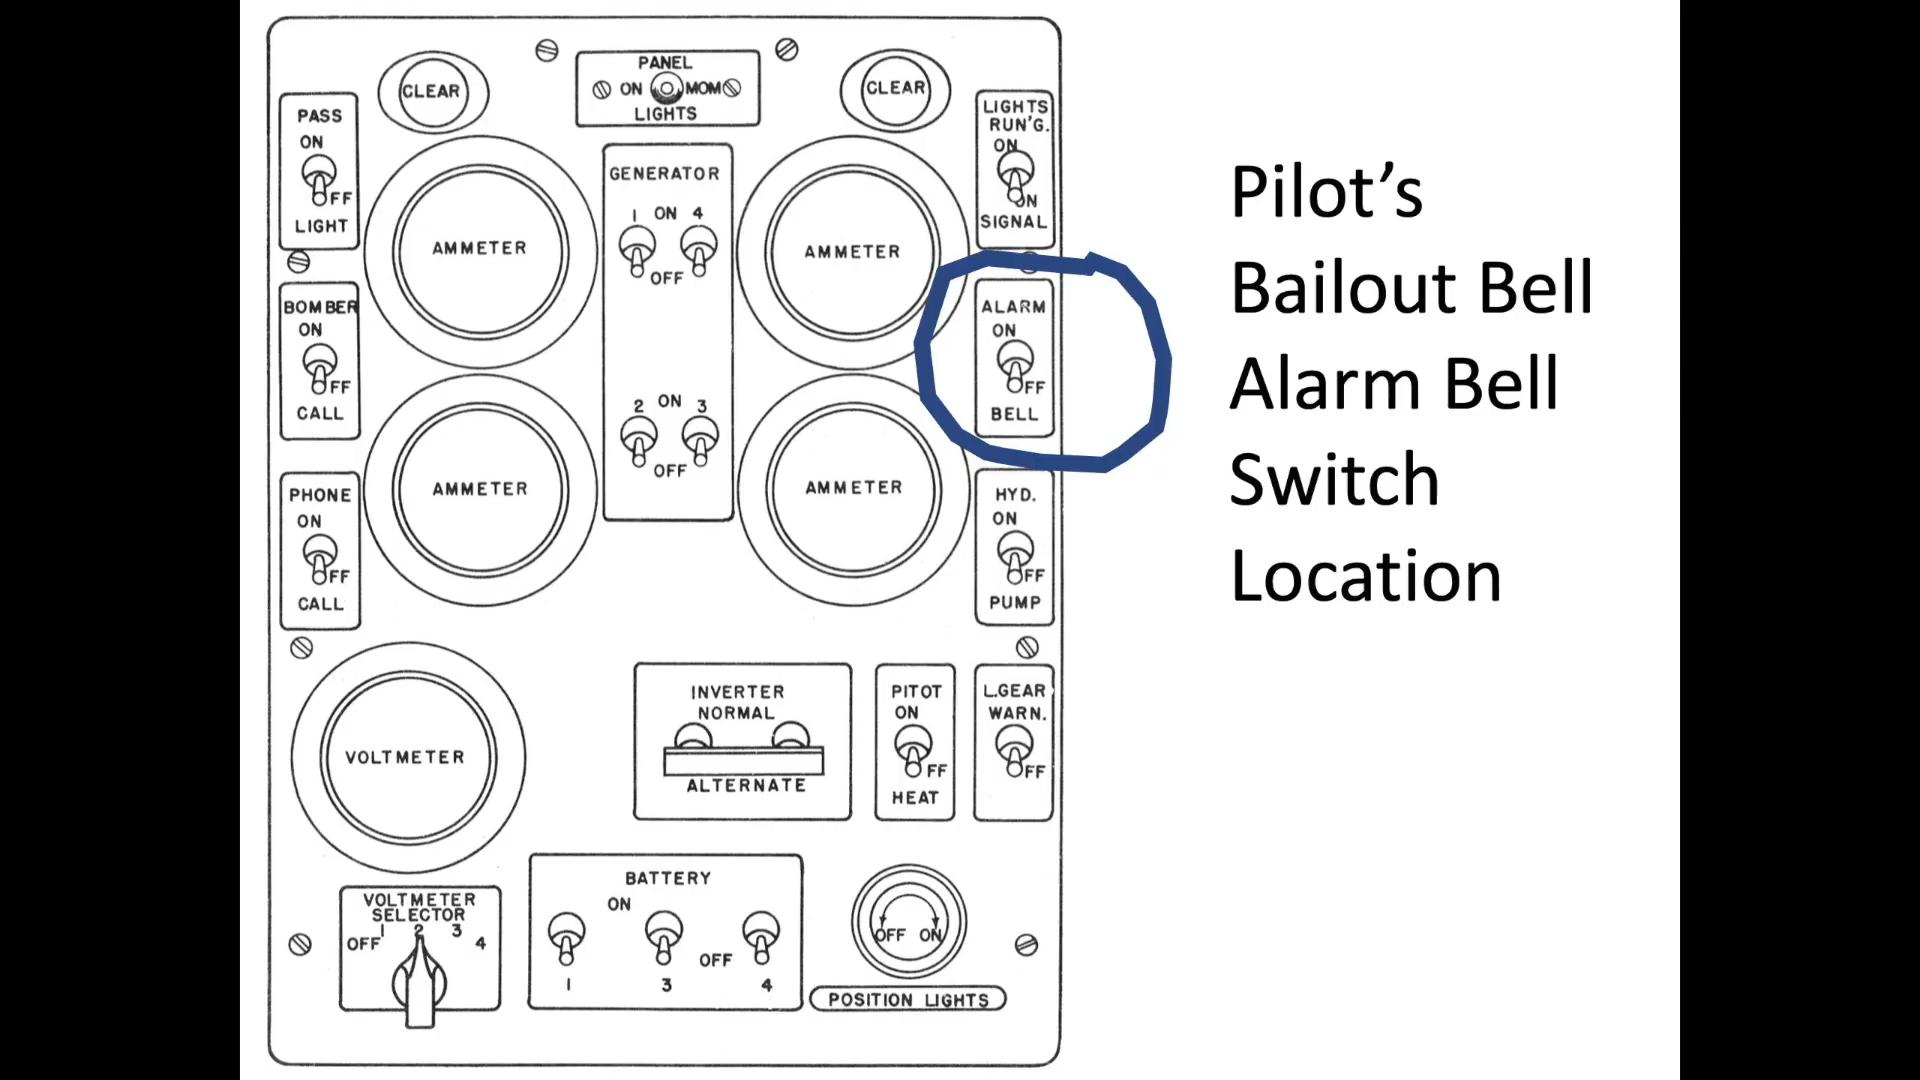 PANEL
ON MOM
LIGHTS
CLEAR
CLEAR
PASS
ON
OFF
LIGHT
LIGHTS
RUN'G.
ON
ON
SIGNAL
AMMETER
GENERATOR
1 ON 4
OFF
2 ON 3
OFF
AMMETER
BOMBER
ON
OFF
CALL
ALARM
ON
OFF
BELL
AMMETER
AMMETER
PHONE
ON
OFF
CALL
HYD.
ON
OFF
PUMP
VOLTMETER
INVERTER
NORMAL
ALTERNATE
PITOT
ON
OFF
HEAT
L.GEAR
WARN.
OFF
VOLTMETER
SELECTOR
OFF 1 2 3 4
BATTERY
ON
OFF
1 3 4
OFF ON
POSITION LIGHTS
Pilot’s
Bailout Bell
Alarm Bell
Switch
Location